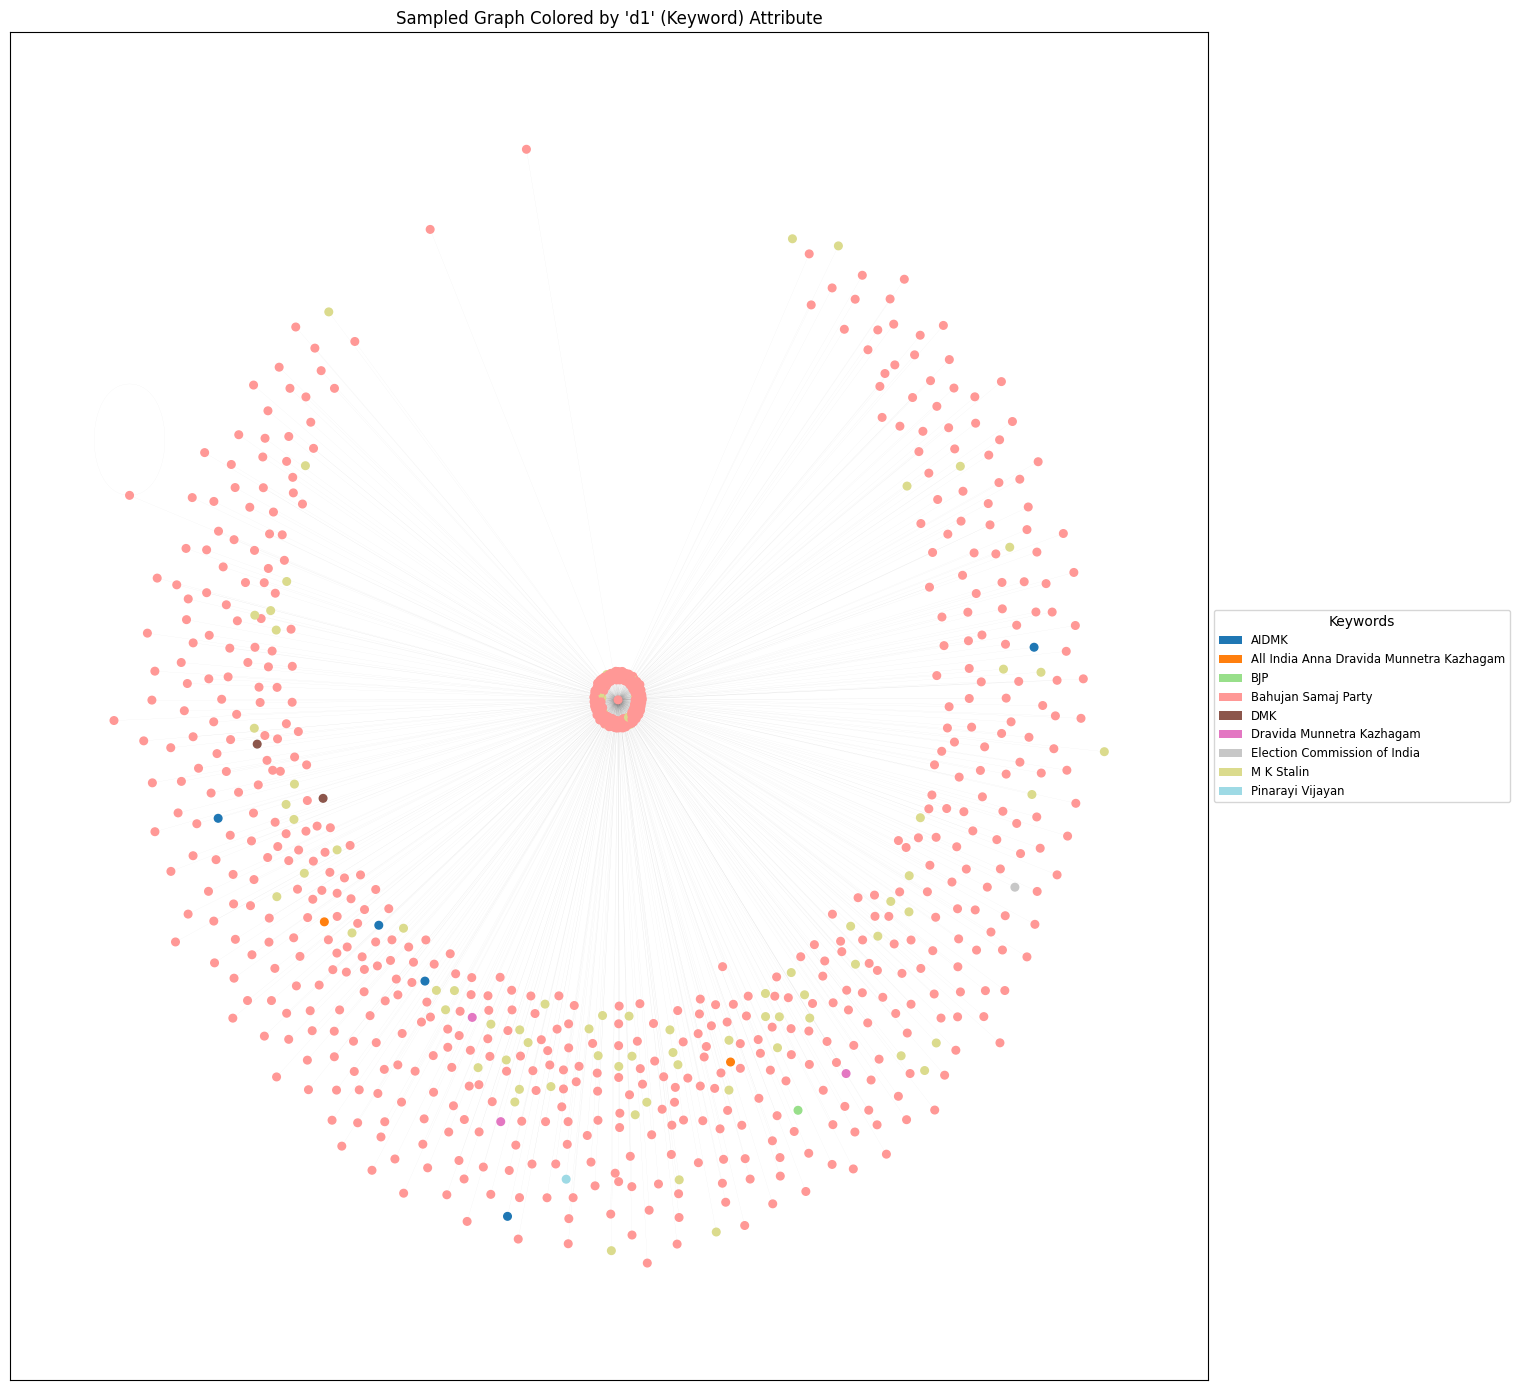 Sampled Graph Colored by 'd1' (Keyword) Attribute
Keywords
AIDMK
All India Anna Dravida Munnetra Kazhagam
BJP
Bahujan Samaj Party
DMK
Dravida Munnetra Kazhagam
Election Commission of India
M K Stalin
Pinarayi Vijayan